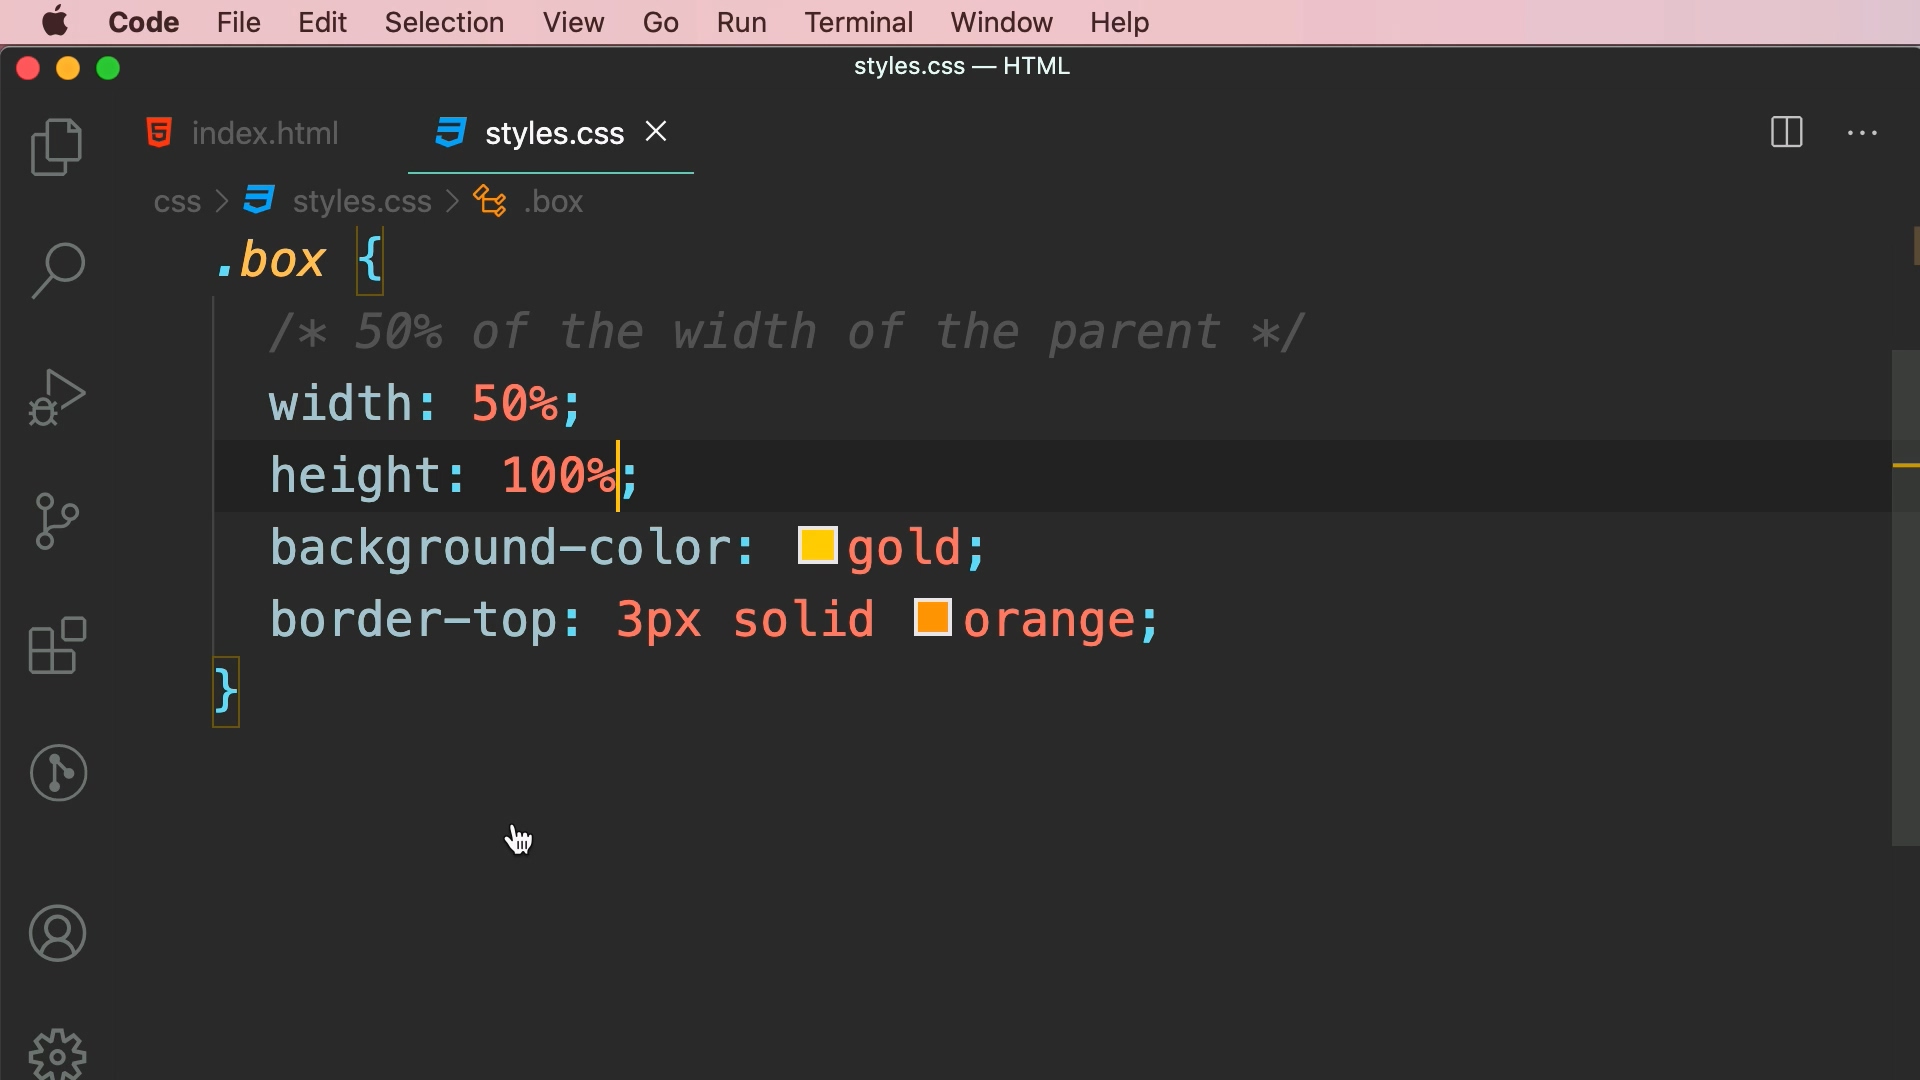 Code File Edit Selection View Go Run Terminal Window Help
styles.css — HTML
index.html styles.css
css > styles.css > .box
.box {
/* 50% of the width of the parent */
width: 50%;
height: 100%;
background-color: gold;
border-top: 3px solid orange;
}